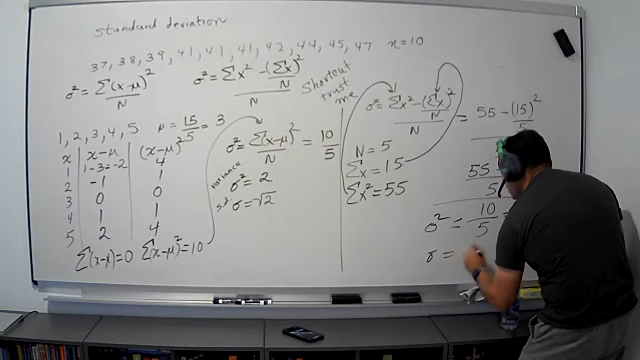 standard deviation
37, 38, 39, 41, 41, 41, 42, 44, 45, 47 n=10
σ² = Σ(x-μ)² / N
σ² = Σx² - (Σx)²/N / N
Shortcut
trust
me
1, 2, 3, 4, 5 μ = 15/5 = 3
x | x-μ | (x-μ)²
1 | 1-3=-2 | 4
2 | -1 | 1
3 | 0 | 0
4 | 1 | 1
5 | 2 | 4
Σ(x-μ)=0 Σ(x-μ)²=10
σ² = Σ(x-μ)² / N = 10/5
variance σ² = 2
s.d. σ = √2
σ² = Σx² - (Σx)²/N / N = 55 - (15)²/5
N = 5
Σx = 15
Σx² = 55
55 -
5
σ² = 10/5 =
σ =